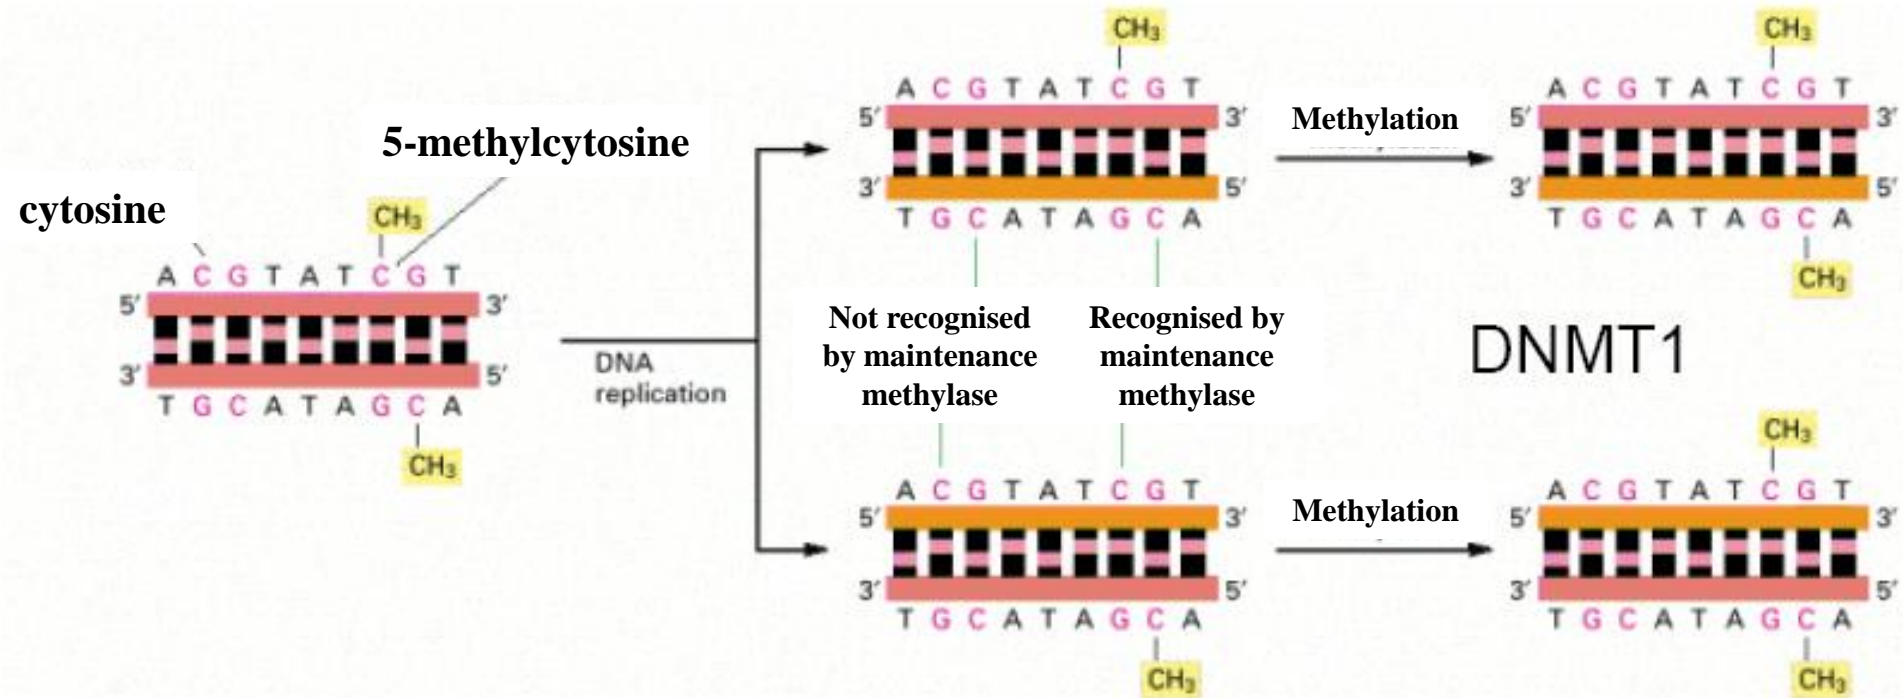 cytosine
5-methylcytosine
CH₃
A C G T A T C G T
5′ 3′
3′ 5′
T G C A T A G C A
CH₃
DNA
replication
CH₃
A C G T A T C G T
5′ 3′
3′ 5′
T G C A T A G C A
Methylation
CH₃
A C G T A T C G T
5′ 3′
3′ 5′
T G C A T A G C A
CH₃
Not recognised
by maintenance
methylase
Recognised by
maintenance
methylase
DNMT1
A C G T A T C G T
5′ 3′
3′ 5′
T G C A T A G C A
CH₃
Methylation
CH₃
A C G T A T C G T
5′ 3′
3′ 5′
T G C A T A G C A
CH₃